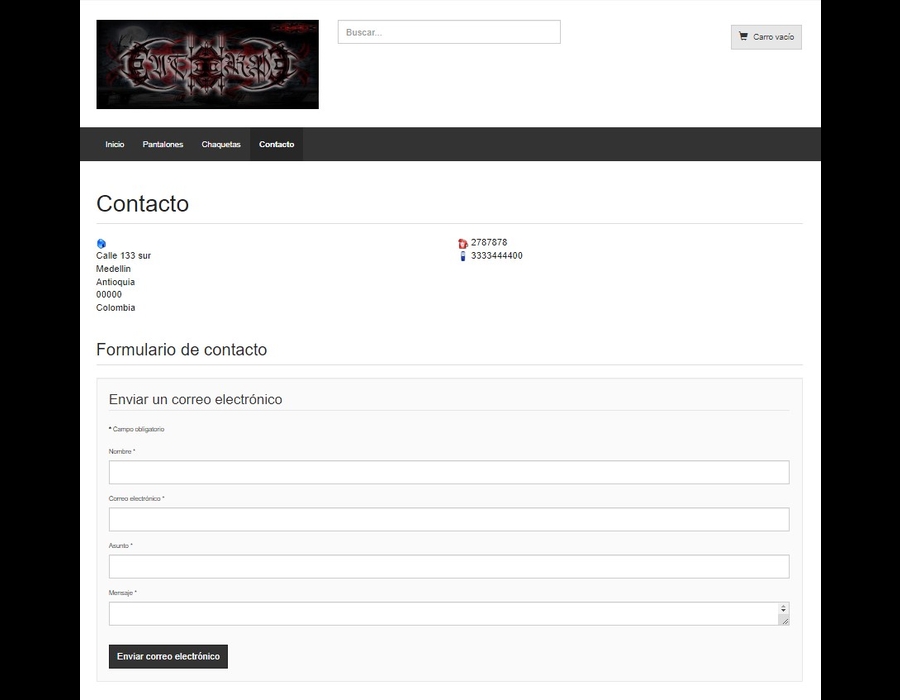 Buscar...
Carro vacío
Inicio
Pantalones
Chaquetas
Contacto
Contacto
Calle 133 sur
Medellin
Antioquia
00000
Colombia
2787878
3333444400
Formulario de contacto
Enviar un correo electrónico
* Campo obligatorio
Nombre *
Correo electrónico *
Asunto *
Mensaje *
Enviar correo electrónico